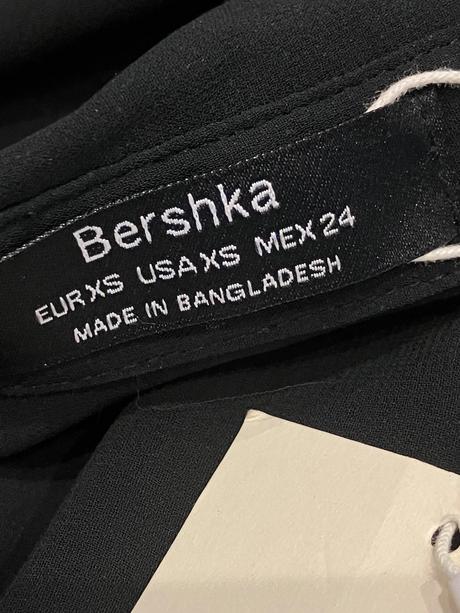 Bershka
EUR XS USA XS MEX 24
MADE IN BANGLADESH